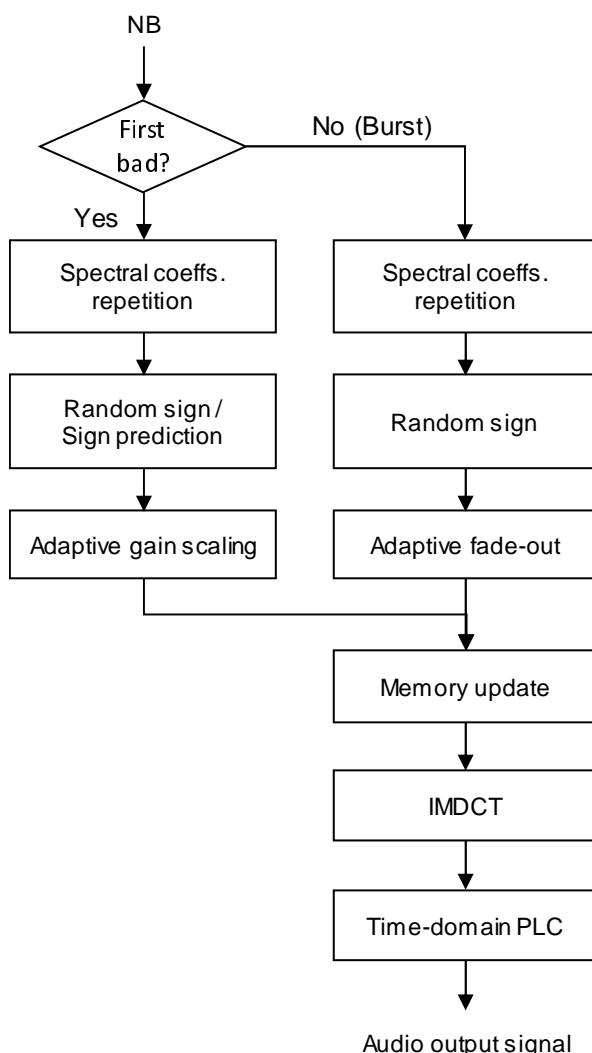 NB
First
bad?
No (Burst)
Yes
Spectral coeffs.
repetition
Spectral coeffs.
repetition
Random sign /
Sign prediction
Random sign
Adaptive gain scaling
Adaptive fade-out
Memory update
IMDCT
Time-domain PLC
Audio output signal